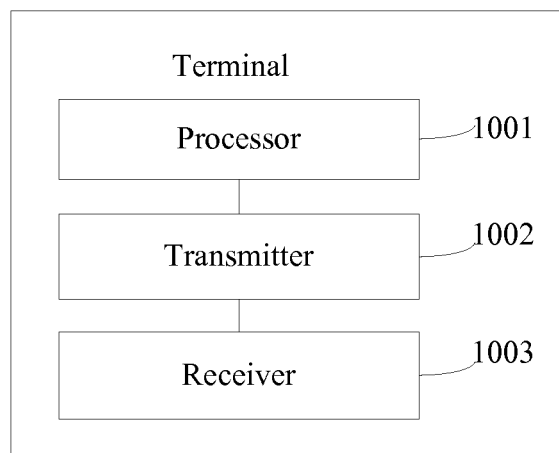 Terminal
Processor
1001
Transmitter
1002
Receiver
1003